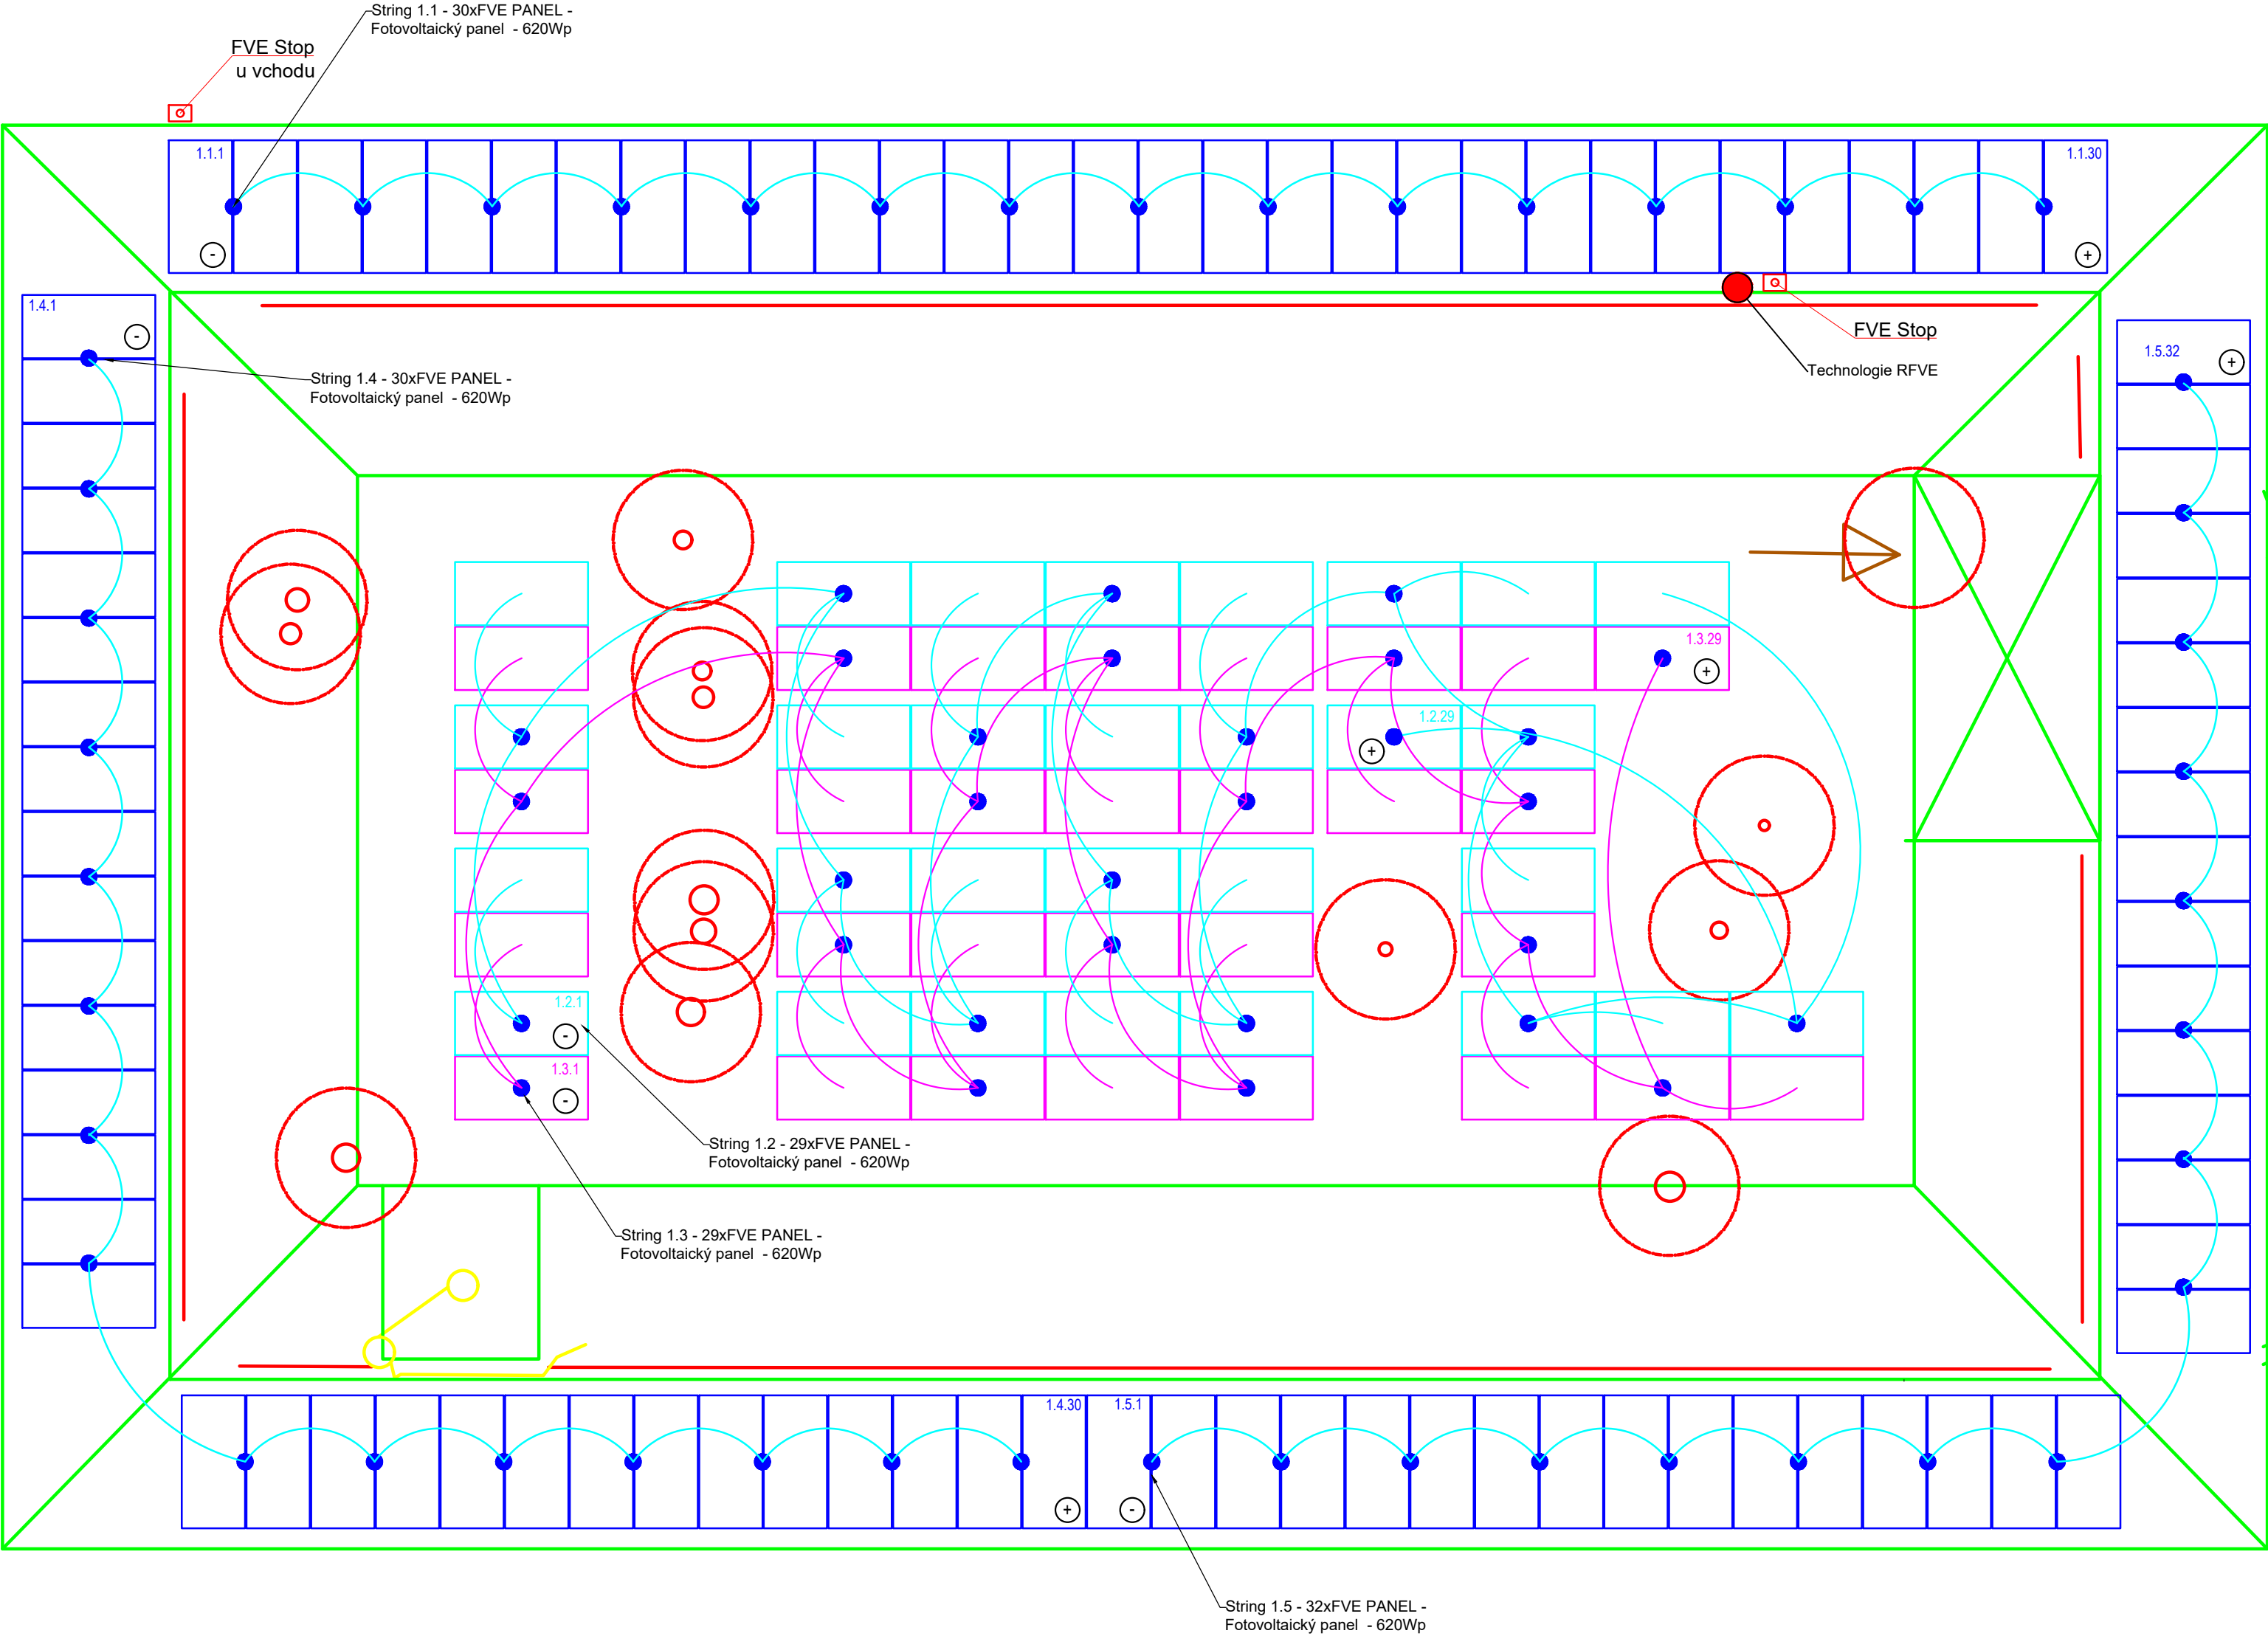 String 1.1 - 30xFVE PANEL -
Fotovoltaický panel - 620Wp
FVE Stop
u vchodu
1.1.1
1.1.30
-
+
1.4.1
-
FVE Stop
1.5.32
+
Technologie RFVE
String 1.4 - 30xFVE PANEL -
Fotovoltaický panel - 620Wp
1.3.29
+
1.2.29
+
1.2.1
-
1.3.1
-
String 1.2 - 29xFVE PANEL -
Fotovoltaický panel - 620Wp
String 1.3 - 29xFVE PANEL -
Fotovoltaický panel - 620Wp
1.4.30
1.5.1
+
-
String 1.5 - 32xFVE PANEL -
Fotovoltaický panel - 620Wp